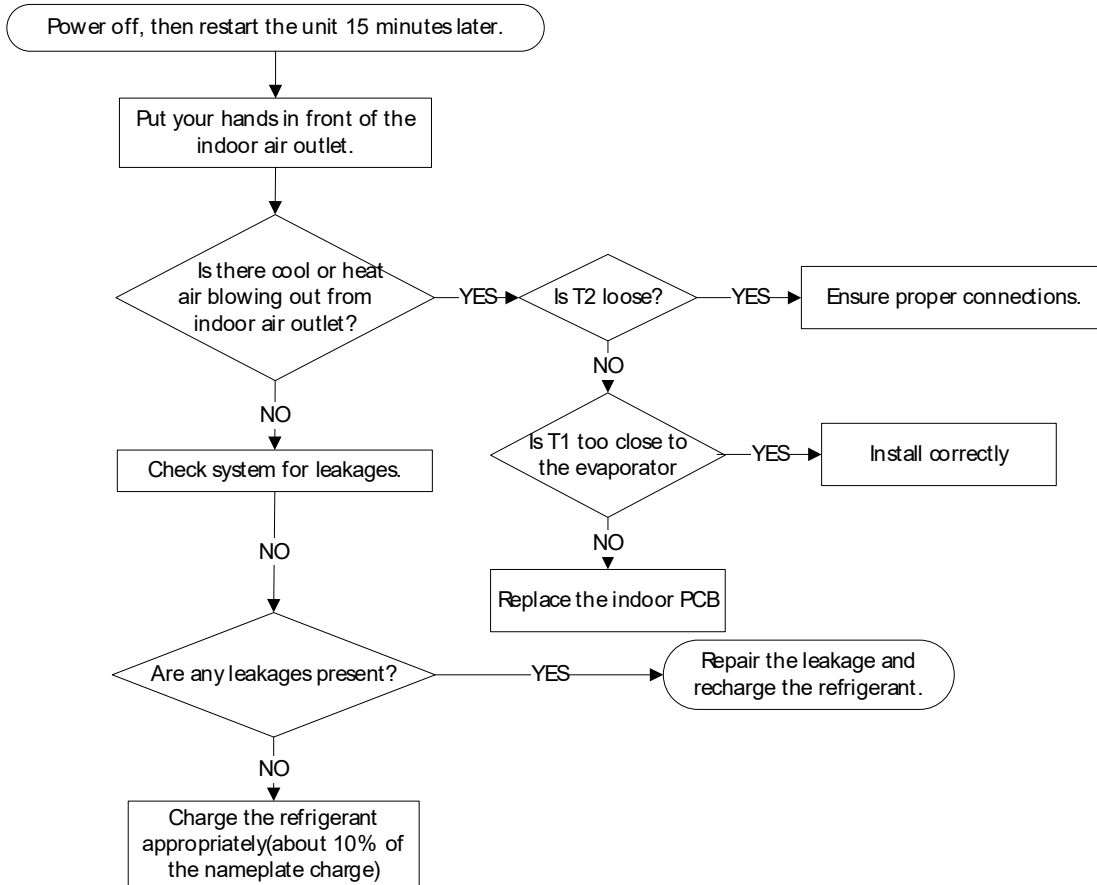 Power off, then restart the unit 15 minutes later.
Put your hands in front of the
indoor air outlet.
Is there cool or heat
air blowing out from
indoor air outlet?
YES
Is T2 loose?
YES
Ensure proper connections.
NO
NO
Is T1 too close to
the evaporator
YES
Install correctly
Check system for leakages.
NO
NO
Replace the indoor PCB
Are any leakages present?
YES
Repair the leakage and
recharge the refrigerant.
NO
Charge the refrigerant
appropriately(about 10% of
the nameplate charge)